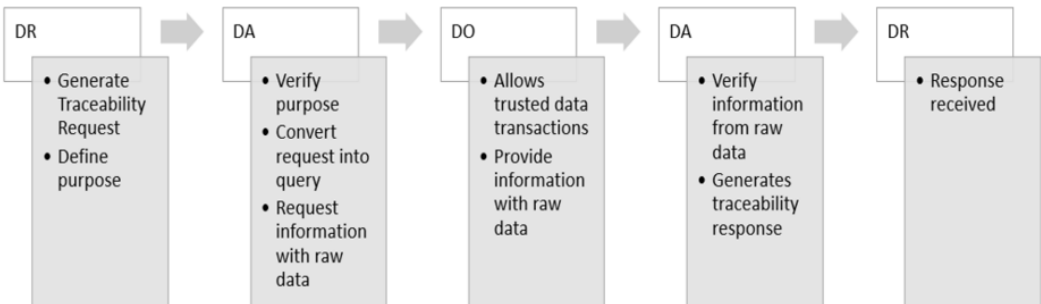 DR
• Generate
Traceability
Request
• Define
purpose
DA
• Verify
purpose
• Convert
request into
query
• Request
information
with raw
data
DO
• Allows
trusted data
transactions
• Provide
information
with raw
data
DA
• Verify
information
from raw
data
• Generates
traceability
response
DR
• Response
received